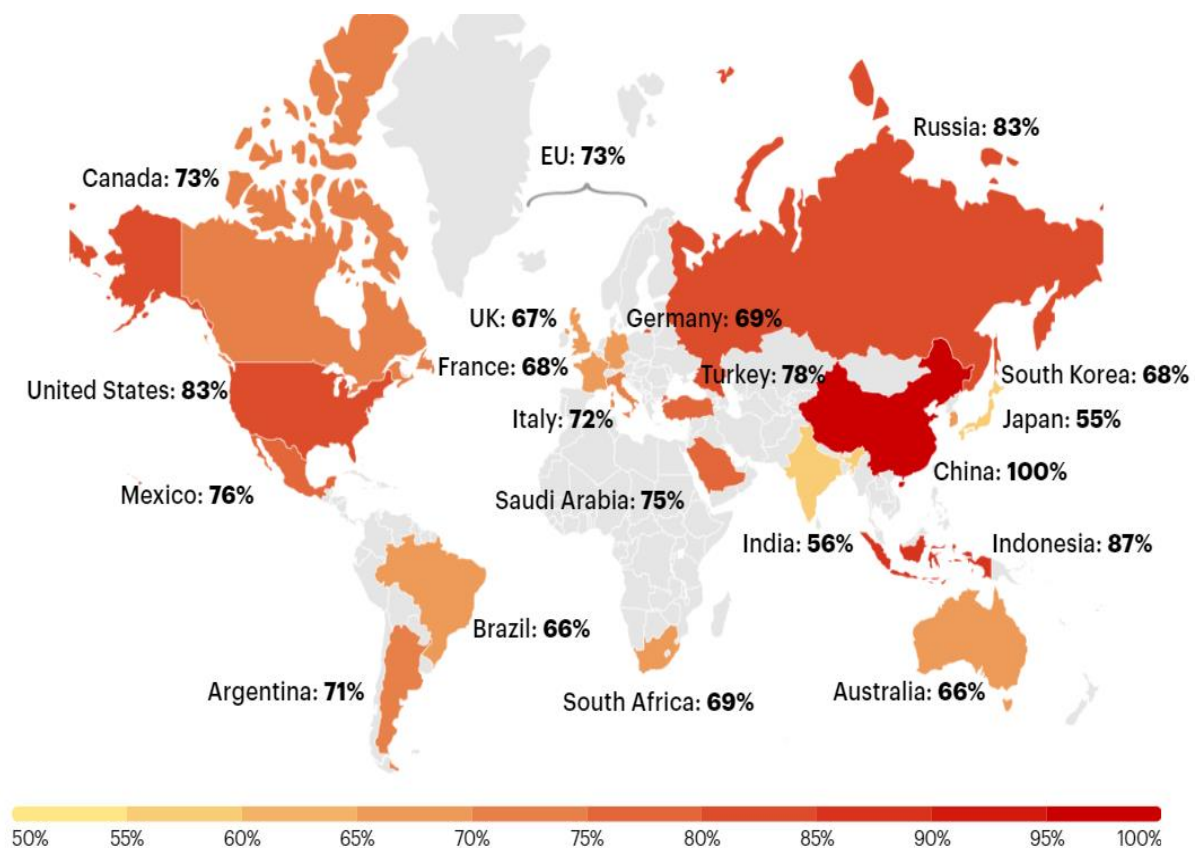 Russia: 83%
EU: 73%
Canada: 73%
UK: 67%
Germany: 69%
France: 68%
Turkey: 78%
South Korea: 68%
United States: 83%
Italy: 72%
Japan: 55%
China: 100%
Mexico: 76%
Saudi Arabia: 75%
India: 56%
Indonesia: 87%
Brazil: 66%
Argentina: 71%
South Africa: 69%
Australia: 66%
50% 55% 60% 65% 70% 75% 80% 85% 90% 95% 100%